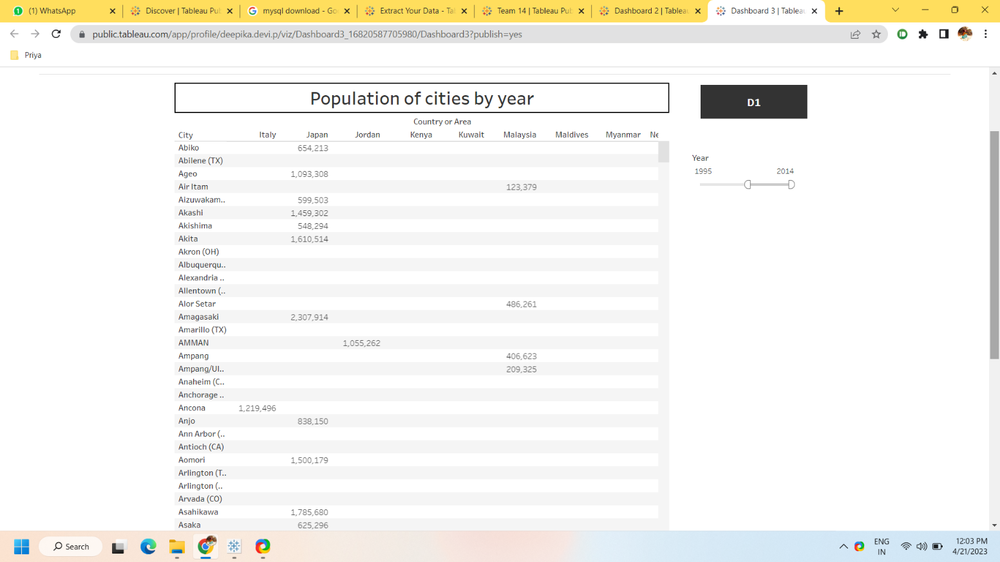 (1) WhatsApp
Discover | Tableau Pu
mysql download - Go
Extract Your Data - Ta
Team 14 | Tableau Pub
Dashboard 2 | Tablea
Dashboard 3 | Tablea
public.tableau.com/app/profile/deepika.devi.p/viz/Dashboard3_16820587705980/Dashboard3?publish=yes
Priya
Population of cities by year
D1
Country or Area
City Italy Japan Jordan Kenya Kuwait Malaysia Maldives Myanmar Ne
Abiko 654,213
Abilene (TX)
Year
1995 2014
Ageo 1,093,308
Air Itam 123,379
Aizuwakam.. 599,503
Akashi 1,459,302
Akishima 548,294
Akita 1,610,514
Akron (OH)
Albuquerqu..
Alexandria ..
Allentown (..
Alor Setar 486,261
Amagasaki 2,307,914
Amarillo (TX)
AMMAN 1,055,262
Ampang 406,623
Ampang/Ul.. 209,325
Anaheim (C..
Anchorage ..
Ancona 1,219,496
Anjo 838,150
Ann Arbor (..
Antioch (CA)
Aomori 1,500,179
Arlington (T..
Arlington (..
Arvada (CO)
Asahikawa 1,785,680
Asaka 625,296
Search
ENG
IN
12:03 PM
4/21/2023